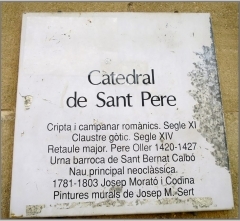 Catedral
de Sant Pere
Cripta i campanar romànics. Segle XI
Claustre gòtic. Segle XIV
Retaule major. Pere Oller 1420-1427
Urna barroca de Sant Bernat Calbó
Nau principal neoclàssica.
1781-1803 Josep Morató i Codina
Pintures murals de Josep M. Sert